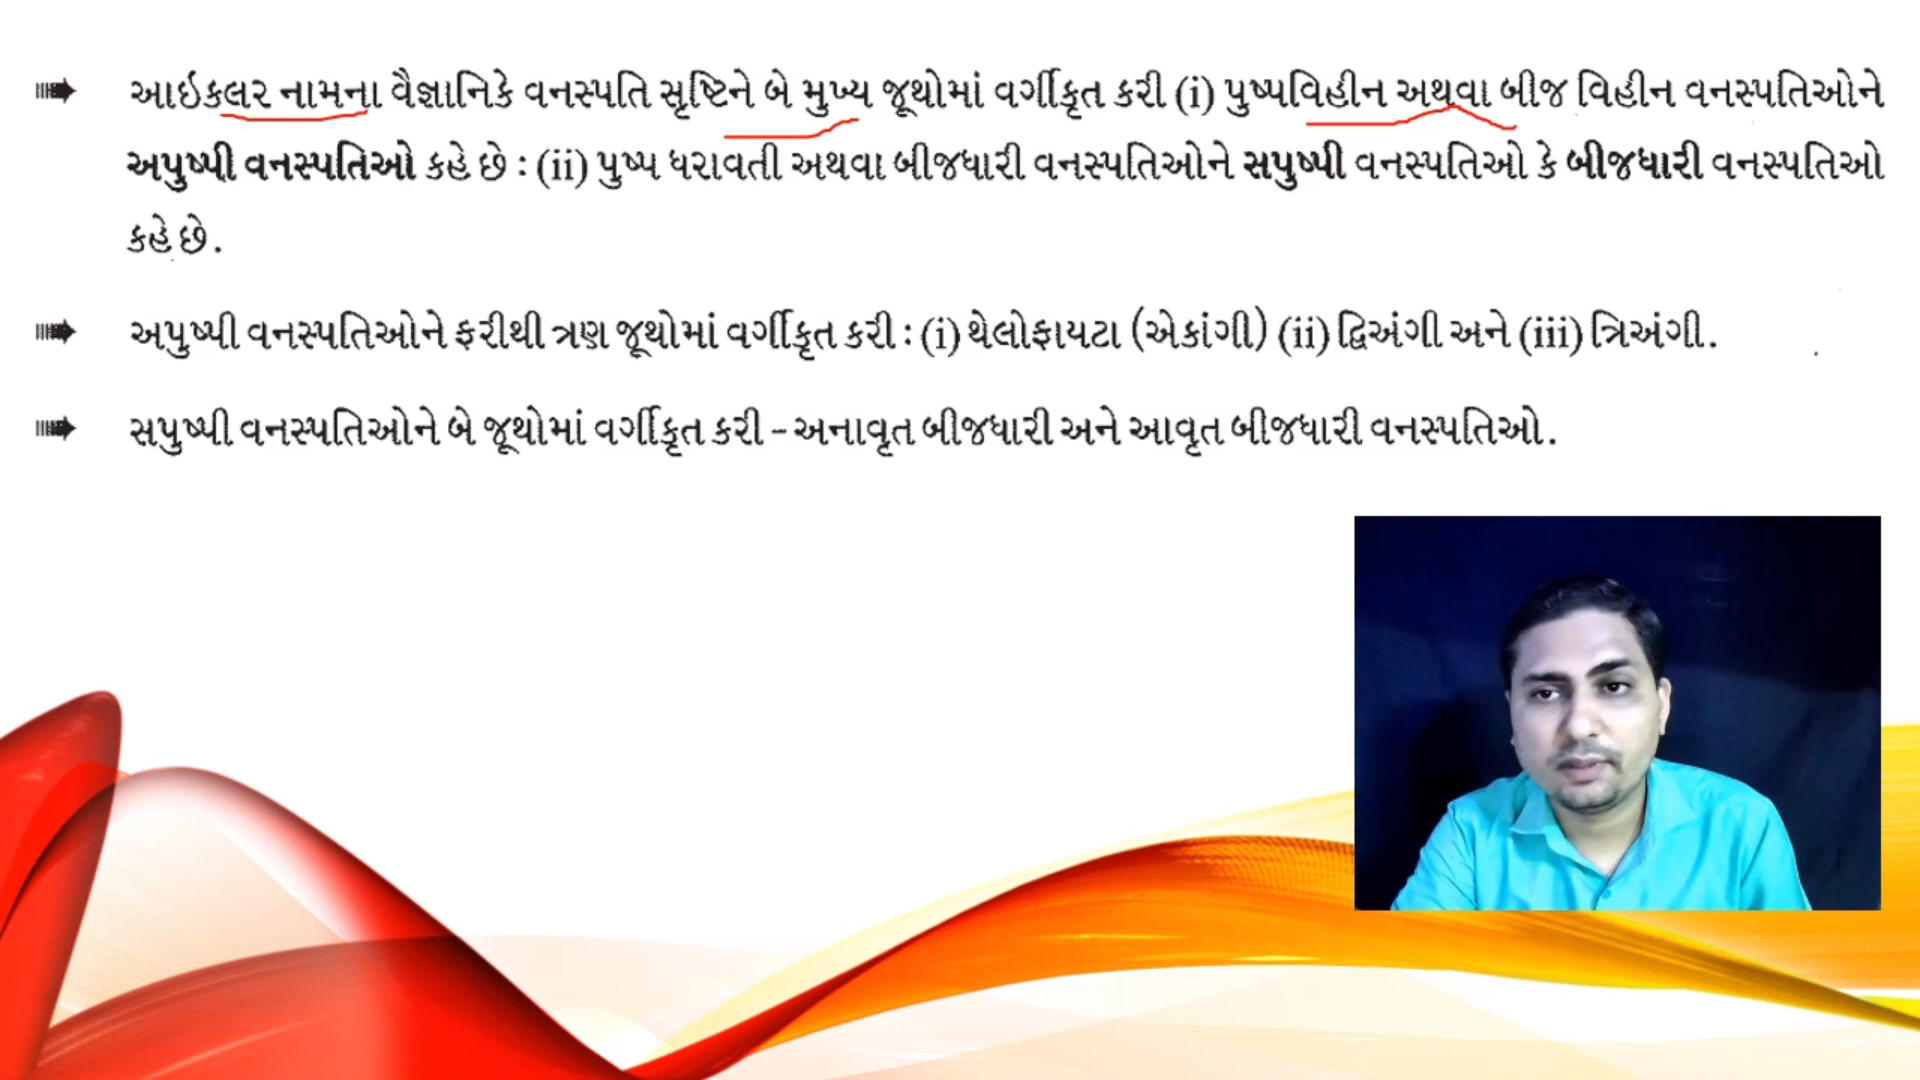 આઇકલર નામના વૈજ્ઞાનિકે વનસ્પતિ સૃષ્ટિને બે મુખ્ય જૂથોમાં વર્ગીકૃત કરી (i) પુષ્પવિહીન અથવા બીજ વિહીન વનસ્પતિઓને
અપુષ્પી વનસ્પતિઓ કહે છે : (ii) પુષ્પ ધરાવતી અથવા બીજધારી વનસ્પતિઓને સપુષ્પી વનસ્પતિઓ કે બીજધારી વનસ્પતિઓ
કહે છે.
અપુષ્પી વનસ્પતિઓને ફરીથી ત્રણ જૂથોમાં વર્ગીકૃત કરી : (i) થેલોફાયટા (એકાંગી) (ii) દ્વિઅંગી અને (iii) ત્રિઅંગી.
સપુષ્પી વનસ્પતિઓને બે જૂથોમાં વર્ગીકૃત કરી - અનાવૃત બીજધારી અને આવૃત બીજધારી વનસ્પતિઓ.